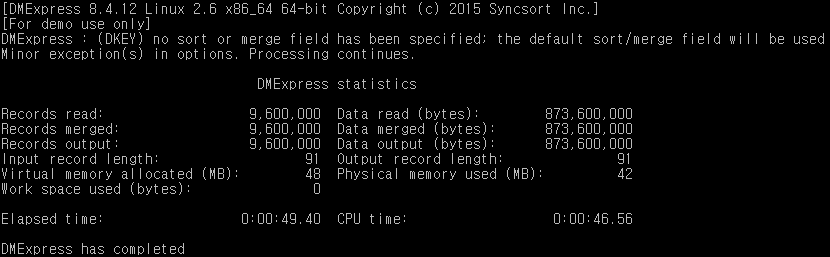 [DMExpress 8.4.12 Linux 2.6 x86_64 64-bit Copyright (c) 2015 Syncsort Inc.]
[For demo use only]
DMExpress : (DKEY) no sort or merge field has been specified; the default sort/merge field will be used
Minor exception(s) in options. Processing continues.
DMExpress statistics
Records read: 9,600,000 Data read (bytes): 873,600,000
Records merged: 9,600,000 Data merged (bytes): 873,600,000
Records output: 9,600,000 Data output (bytes): 873,600,000
Input record length: 91 Output record length: 91
Virtual memory allocated (MB): 48 Physical memory used (MB): 42
Work space used (bytes): 0
Elapsed time: 0:00:49.40 CPU time: 0:00:46.56
DMExpress has completed